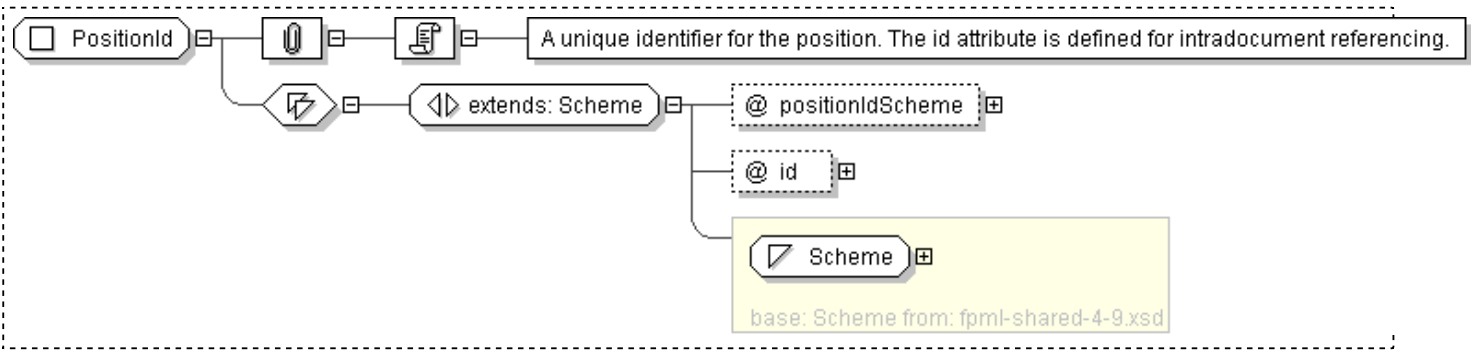 PositionId
A unique identifier for the position. The id attribute is defined for intradocument referencing.
extends: Scheme
@ positionIdScheme
@ id
Scheme
base: Scheme from: fpml-shared-4-9.xsd